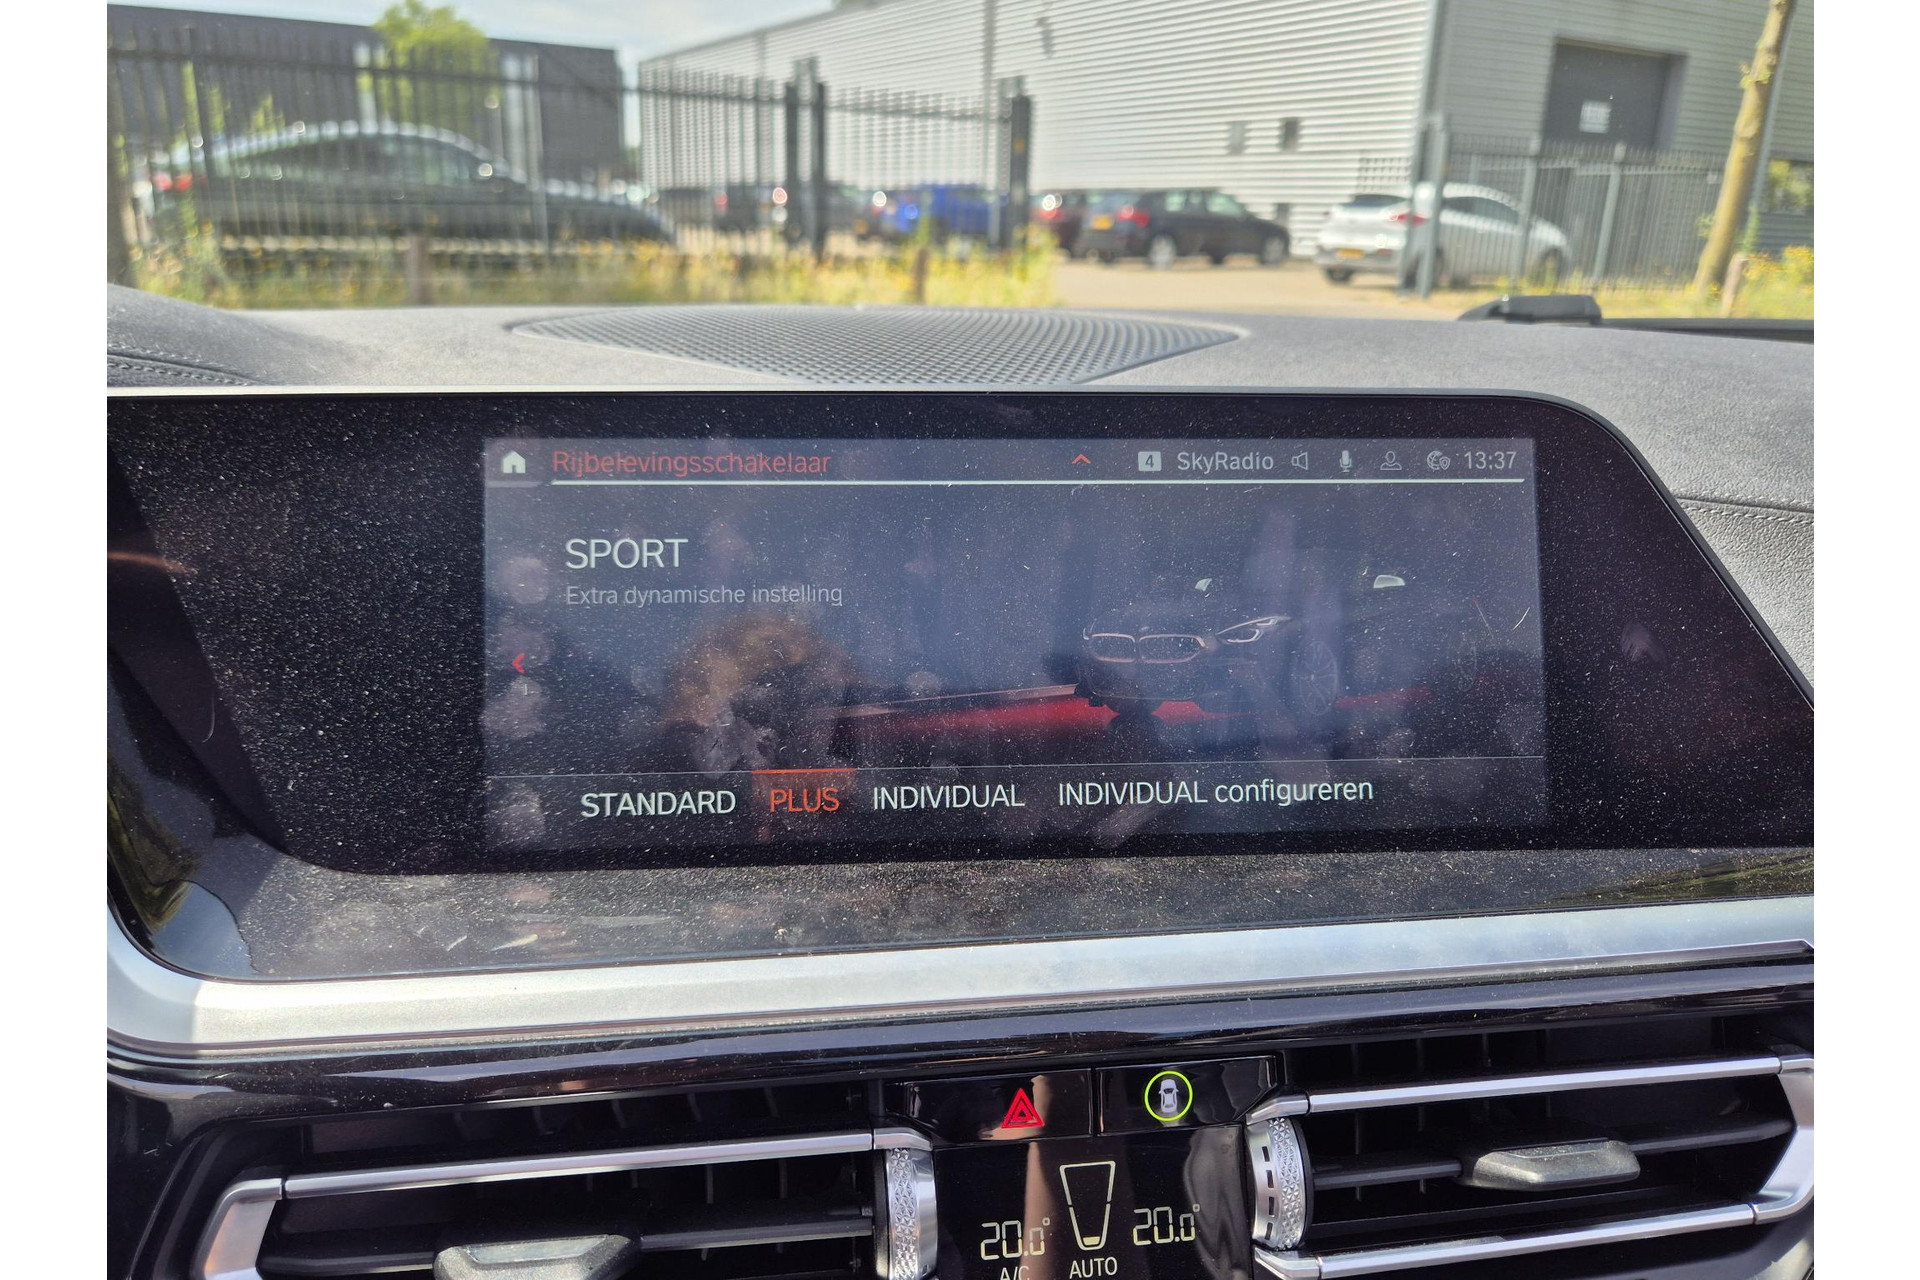 Rijbelevingsschakelaar
4 SkyRadio 13:37
SPORT
Extra dynamische instelling
STANDARD PLUS INDIVIDUAL INDIVIDUAL configureren
20.0° 20.0°
A/C AUTO